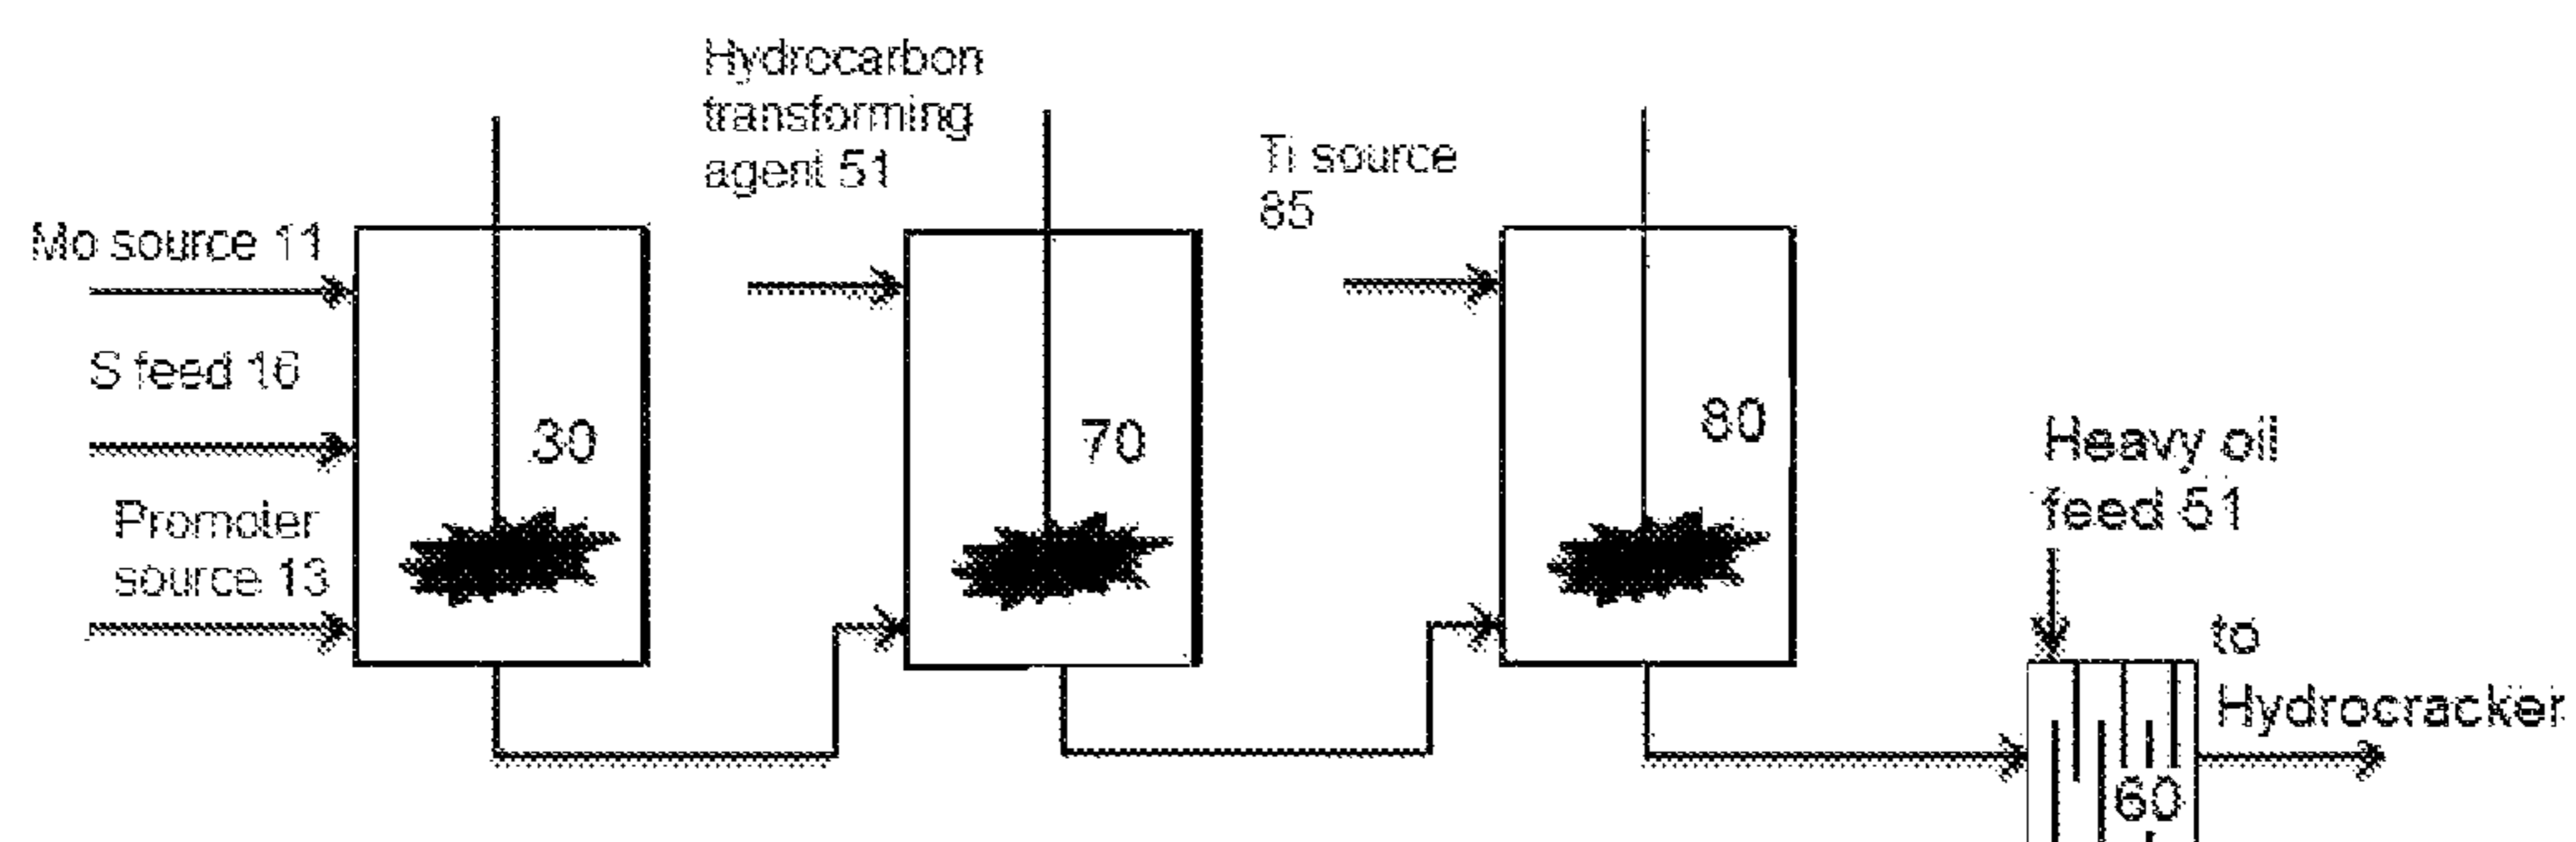 Hydrocarbon
transforming
agent 51
Ti source
85
Mo source 11
S feed 16
Promoter
source 13
30
70
80
Heavy oil
feed 51
to
Hydrocracker
60